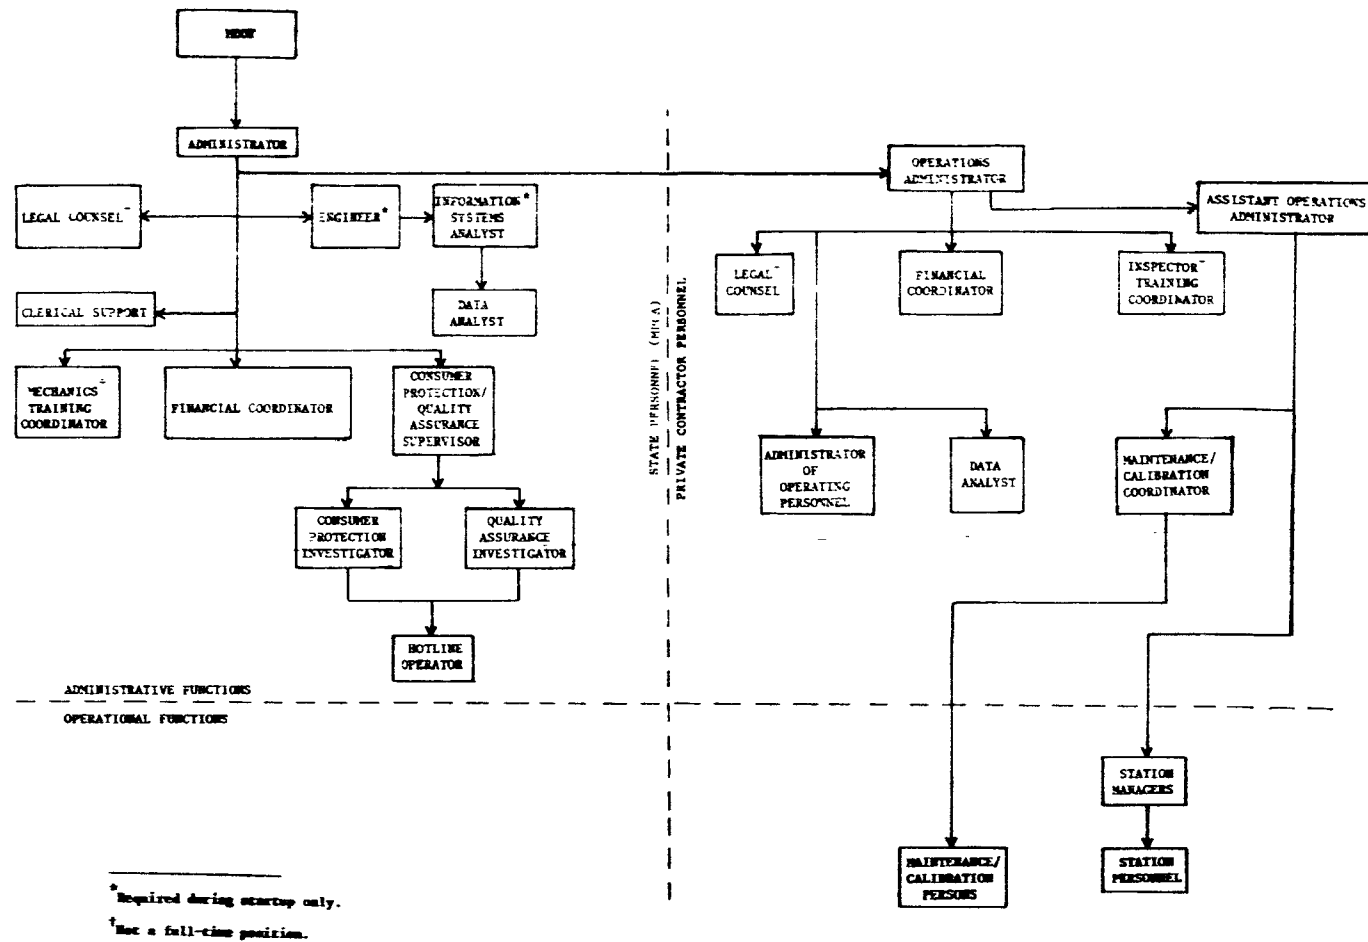 ADMINISTRATOR
OPERATIONS
ADMINISTRATOR
ASSISTANT OPERATIONS
ADMINISTRATOR
LEGAL COUNSEL†
ENGINEER*
INFORMATION*
SYSTEMS
ANALYST
LEGAL†
COUNSEL
FINANCIAL
COORDINATOR
INSPECTOR†
TRAINING
COORDINATOR
CLERICAL SUPPORT
DATA
ANALYST
MECHANICS†
TRAINING
COORDINATOR
FINANCIAL COORDINATOR
CONSUMER
PROTECTION/
QUALITY
ASSURANCE
SUPERVISOR
STATE PERSONNEL
PRIVATE CONTRACTOR PERSONNEL
ADMINISTRATOR
OF
OPERATING
PERSONNEL
DATA
ANALYST
MAINTENANCE/
CALIBRATION
COORDINATOR
CONSUMER
PROTECTION
INVESTIGATOR
QUALITY
ASSURANCE
INVESTIGATOR
HOTLINE
OPERATOR
ADMINISTRATIVE FUNCTIONS
OPERATIONAL FUNCTIONS
STATION
MANAGERS
MAINTENANCE/
CALIBRATION
PERSONS
STATION
PERSONNEL
*Required during startup only.
†Not a full-time position.